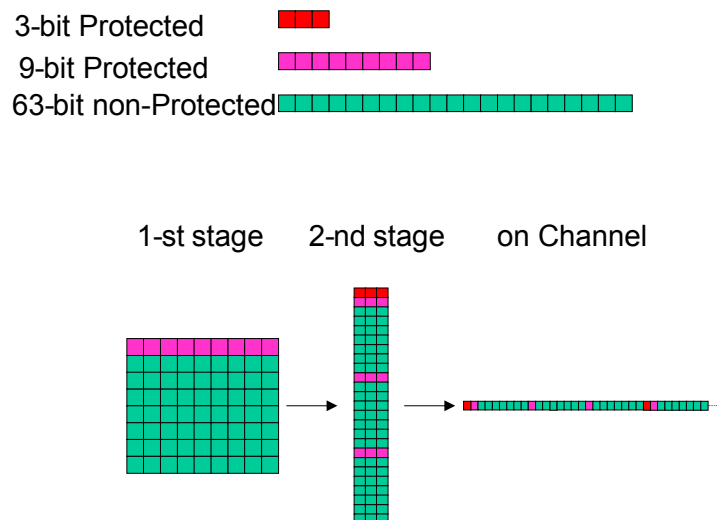 3-bit Protected
9-bit Protected
63-bit non-Protected
1-st stage 2-nd stage on Channel